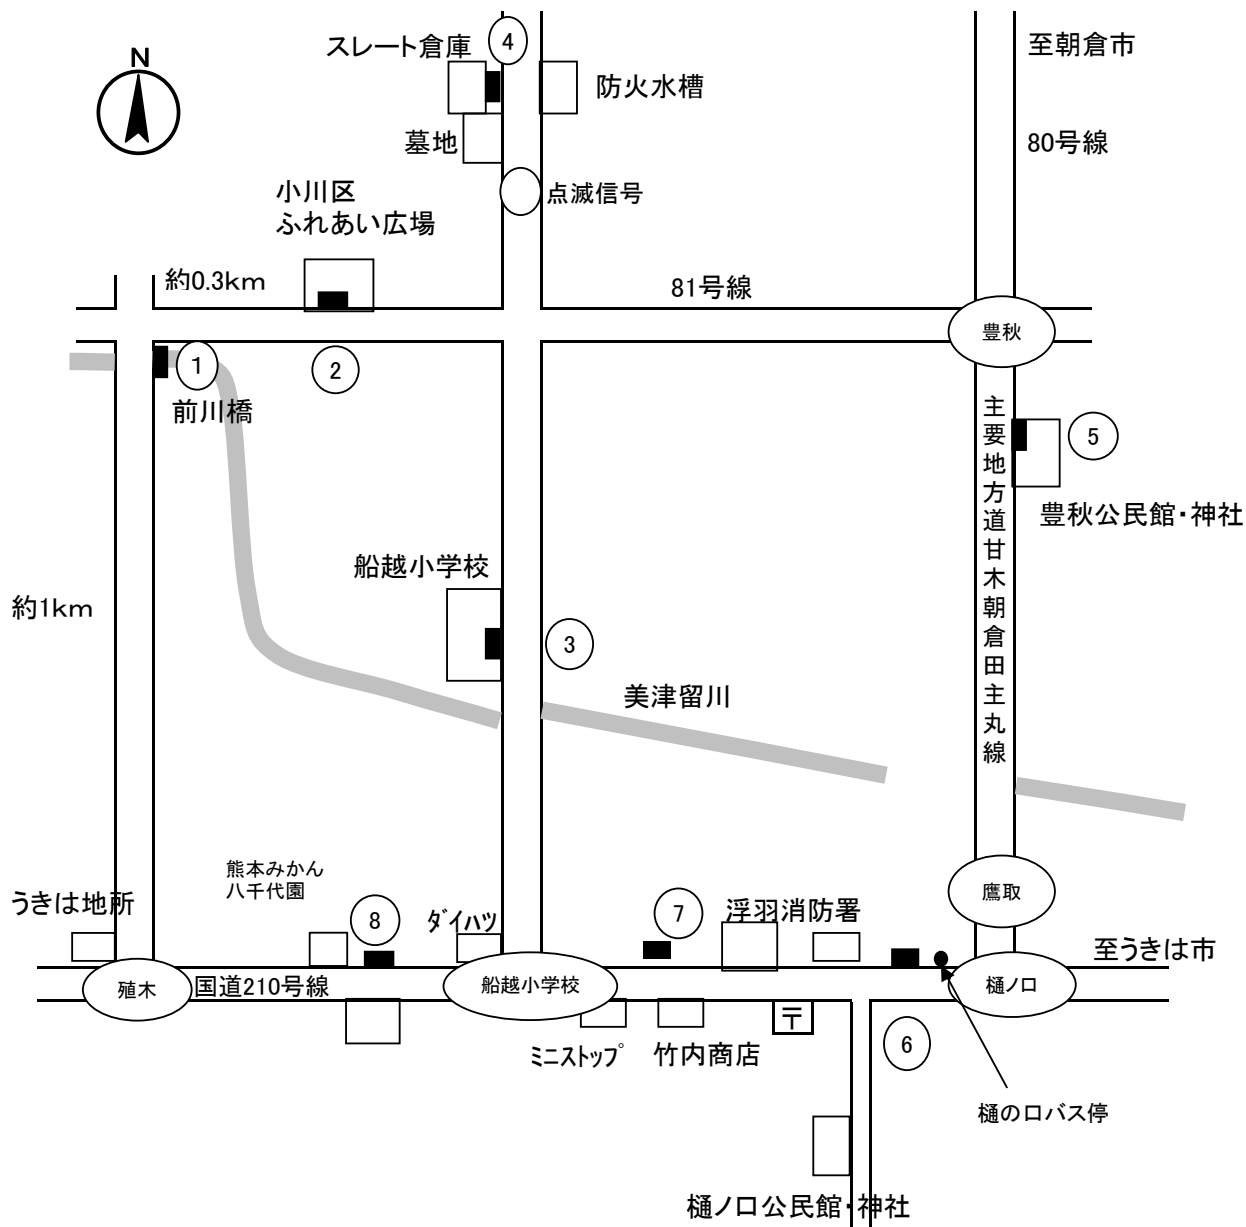 N
スレート倉庫
④
至朝倉市
防火水槽
墓地
80号線
小川区
ふれあい広場
点滅信号
約0.3km
81号線
豊秋
①
②
前川橋
⑤
主要地方道甘木朝倉田主丸線
豊秋公民館・神社
船越小学校
約1km
③
美津留川
熊本みかん
八千代園
鷹取
うきは地所
⑧
ダイハツ
⑦
浮羽消防署
至うきは市
殖木
国道210号線
船越小学校
樋ノ口
〒
ミニストップ
竹内商店
⑥
樋のロバス停
樋ノ口公民館・神社